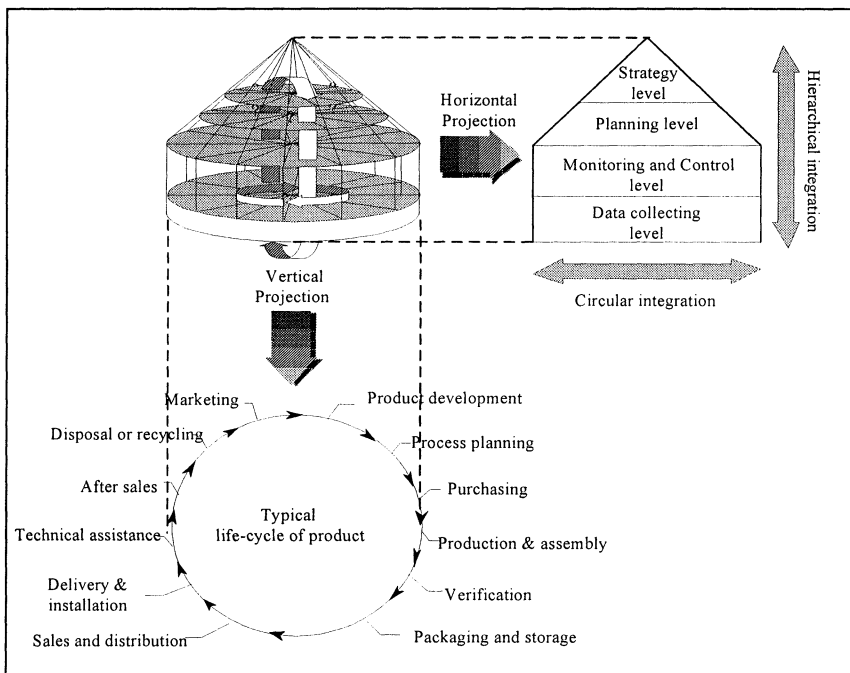 Strategy
level
Horizontal
Projection
Planning level
Monitoring and Control
level
Data collecting
level
Hierarchical integration
Circular integration
Vertical
Projection
Marketing
Product development
Disposal or recycling
Process planning
After sales
Purchasing
Typical
life-cycle of product
Technical assistance
Production & assembly
Delivery &
installation
Verification
Sales and distribution
Packaging and storage